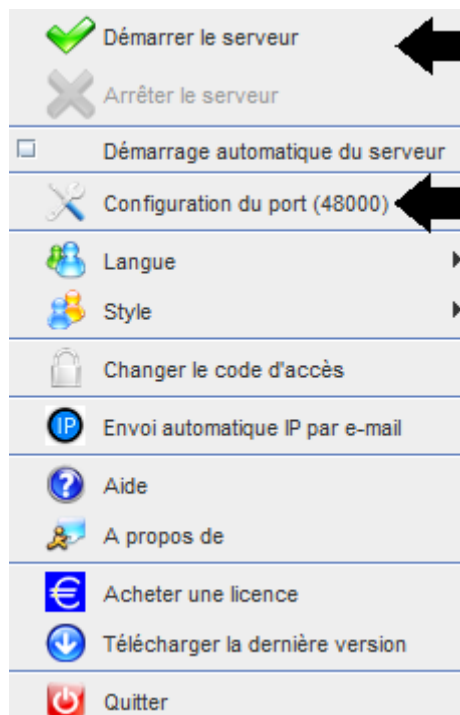 Démarrer le serveur
Arrêter le serveur
Démarrage automatique du serveur
Configuration du port (48000)
Langue
Style
Changer le code d'accès
IP Envoi automatique IP par e-mail
? Aide
A propos de
€ Acheter une licence
Télécharger la dernière version
Quitter